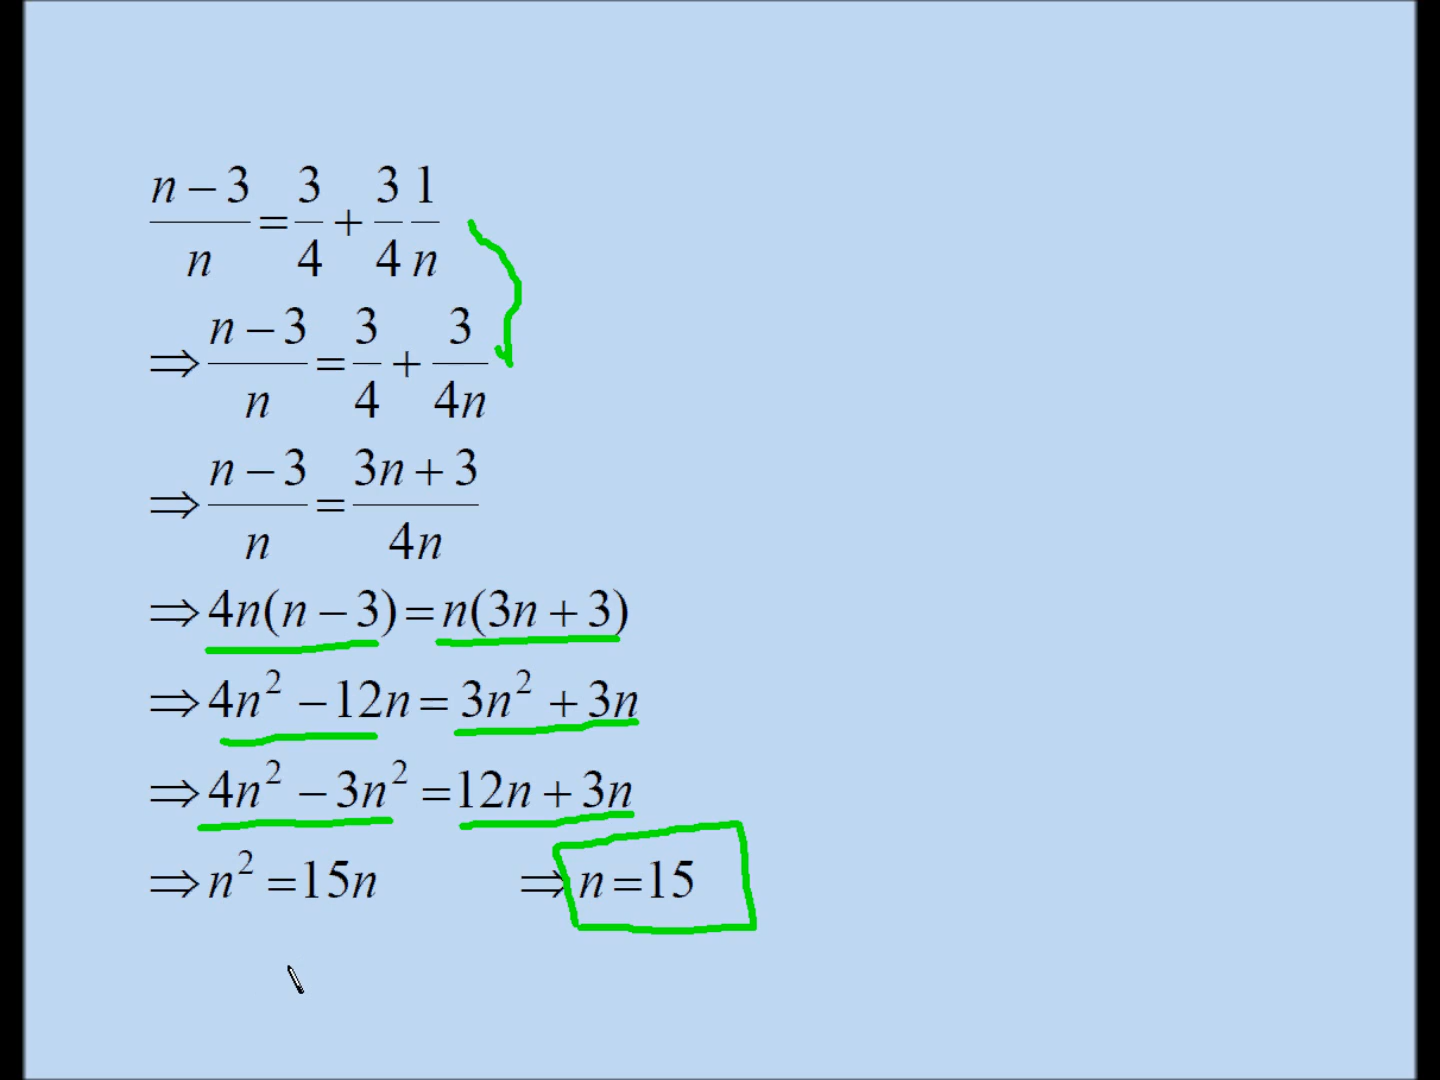 (n − 3)/n = 3/4 + 3/4 1/n
⇒ (n − 3)/n = 3/4 + 3/(4n)
⇒ (n − 3)/n = (3n + 3)/(4n)
⇒ 4n(n − 3) = n(3n + 3)
⇒ 4n² − 12n = 3n² + 3n
⇒ 4n² − 3n² = 12n + 3n
⇒ n² = 15n ⇒ n = 15